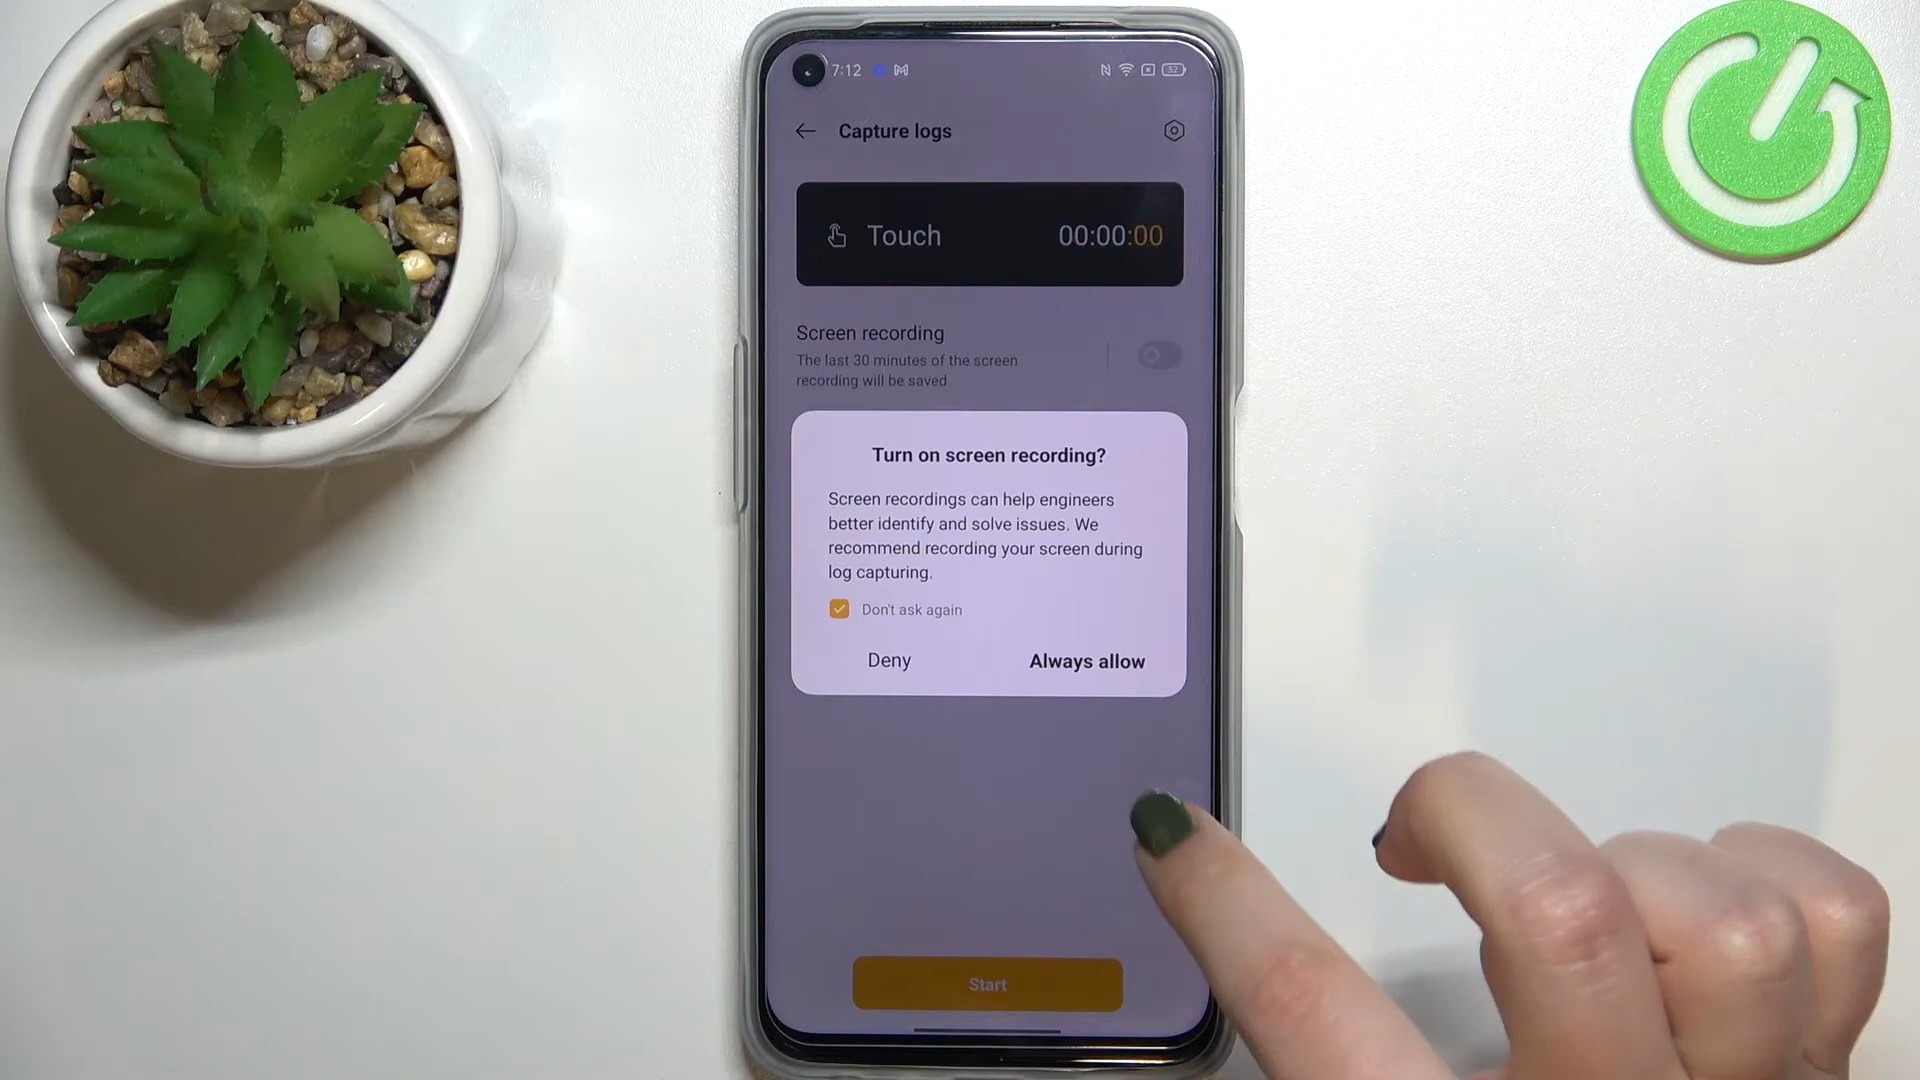 7:12
52
Capture logs
Touch 00:00:00
Screen recording
The last 30 minutes of the screen
recording will be saved.
Turn on screen recording?
Screen recordings can help engineers
better identify and solve issues. We
recommend recording your screen during
log capturing.
Don't ask again
Deny Always allow
Start